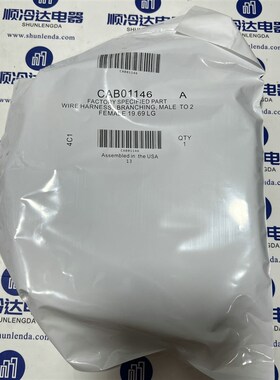 顺冷达电器
www.shunlenda.com
CAB01146 A
FACTORY SPECIFIED PART
WIRE HARNESS, BRANCHING, MALE TO 2
FEMALE 19.69 LG
4C1
QTY
1
Assembled in the USA